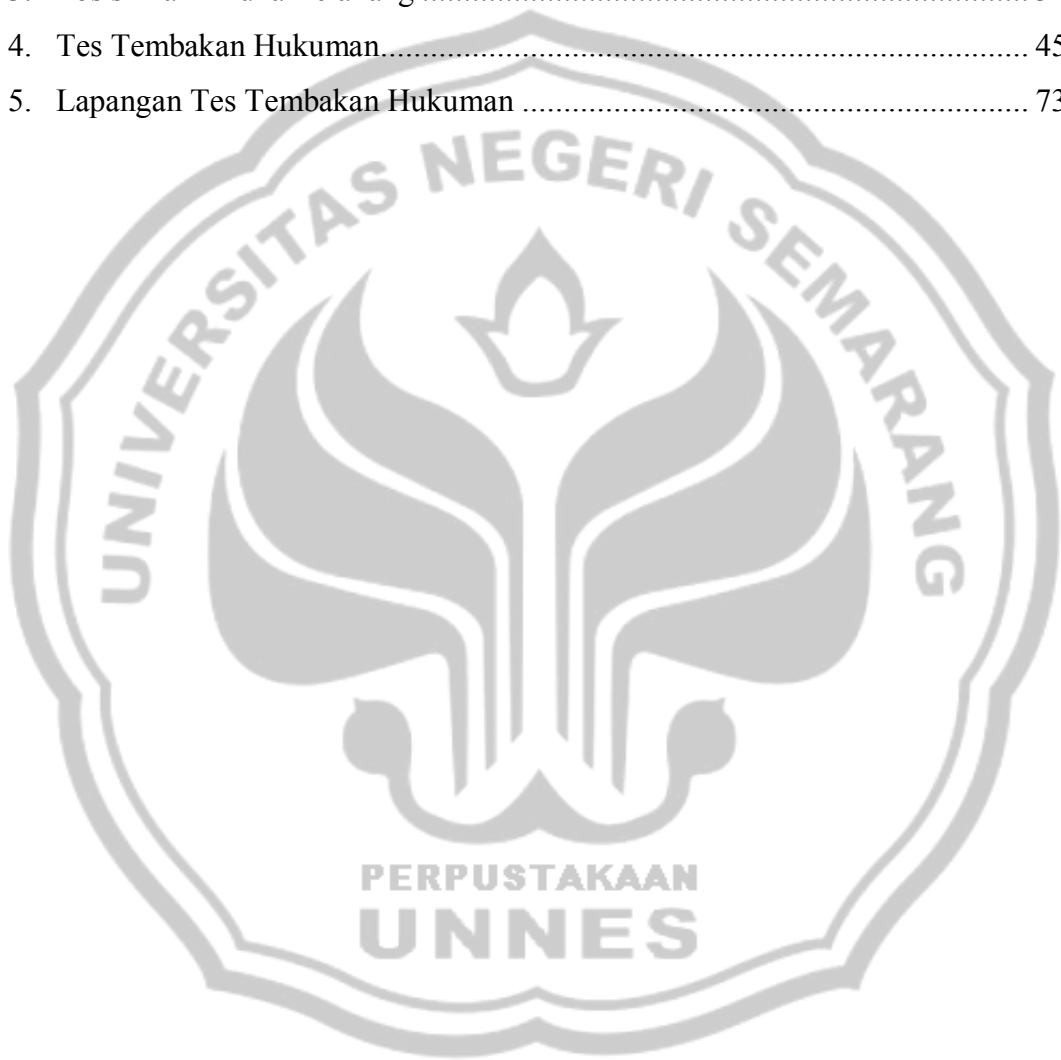 4. Tes Tembakan Hukuman........................................................................ 45
5. Lapangan Tes Tembakan Hukuman ........................................................ 73
UNIVERSITAS NEGERI SEMARANG
PERPUSTAKAAN
UNNES